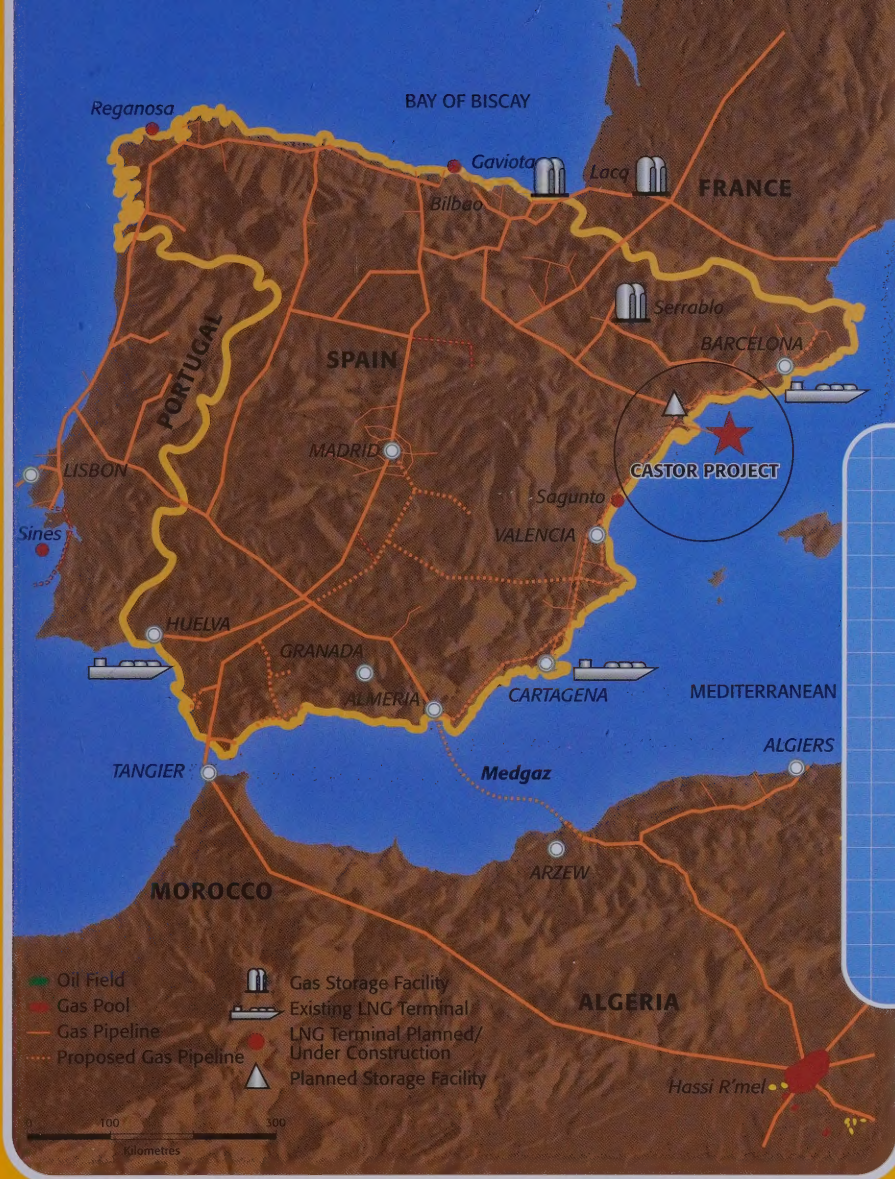 BAY OF BISCAY
Reganosa
Gaviota
Lacq
FRANCE
Bilbao
Serrablo
BARCELONA
PORTUGAL
SPAIN
MADRID
LISBON
CASTOR PROJECT
Sagunto
VALENCIA
Sines
HUELVA
GRANADA
ALMERIA
CARTAGENA
MEDITERRANEAN
ALGIERS
TANGIER
Medgaz
ARZEW
MOROCCO
ALGERIA
Hassi R'mel
Oil Field
Gas Pool
Gas Pipeline
Proposed Gas Pipeline
Gas Storage Facility
Existing LNG Terminal
LNG Terminal Planned/
Under Construction
Planned Storage Facility
0 100 300
Kilometres